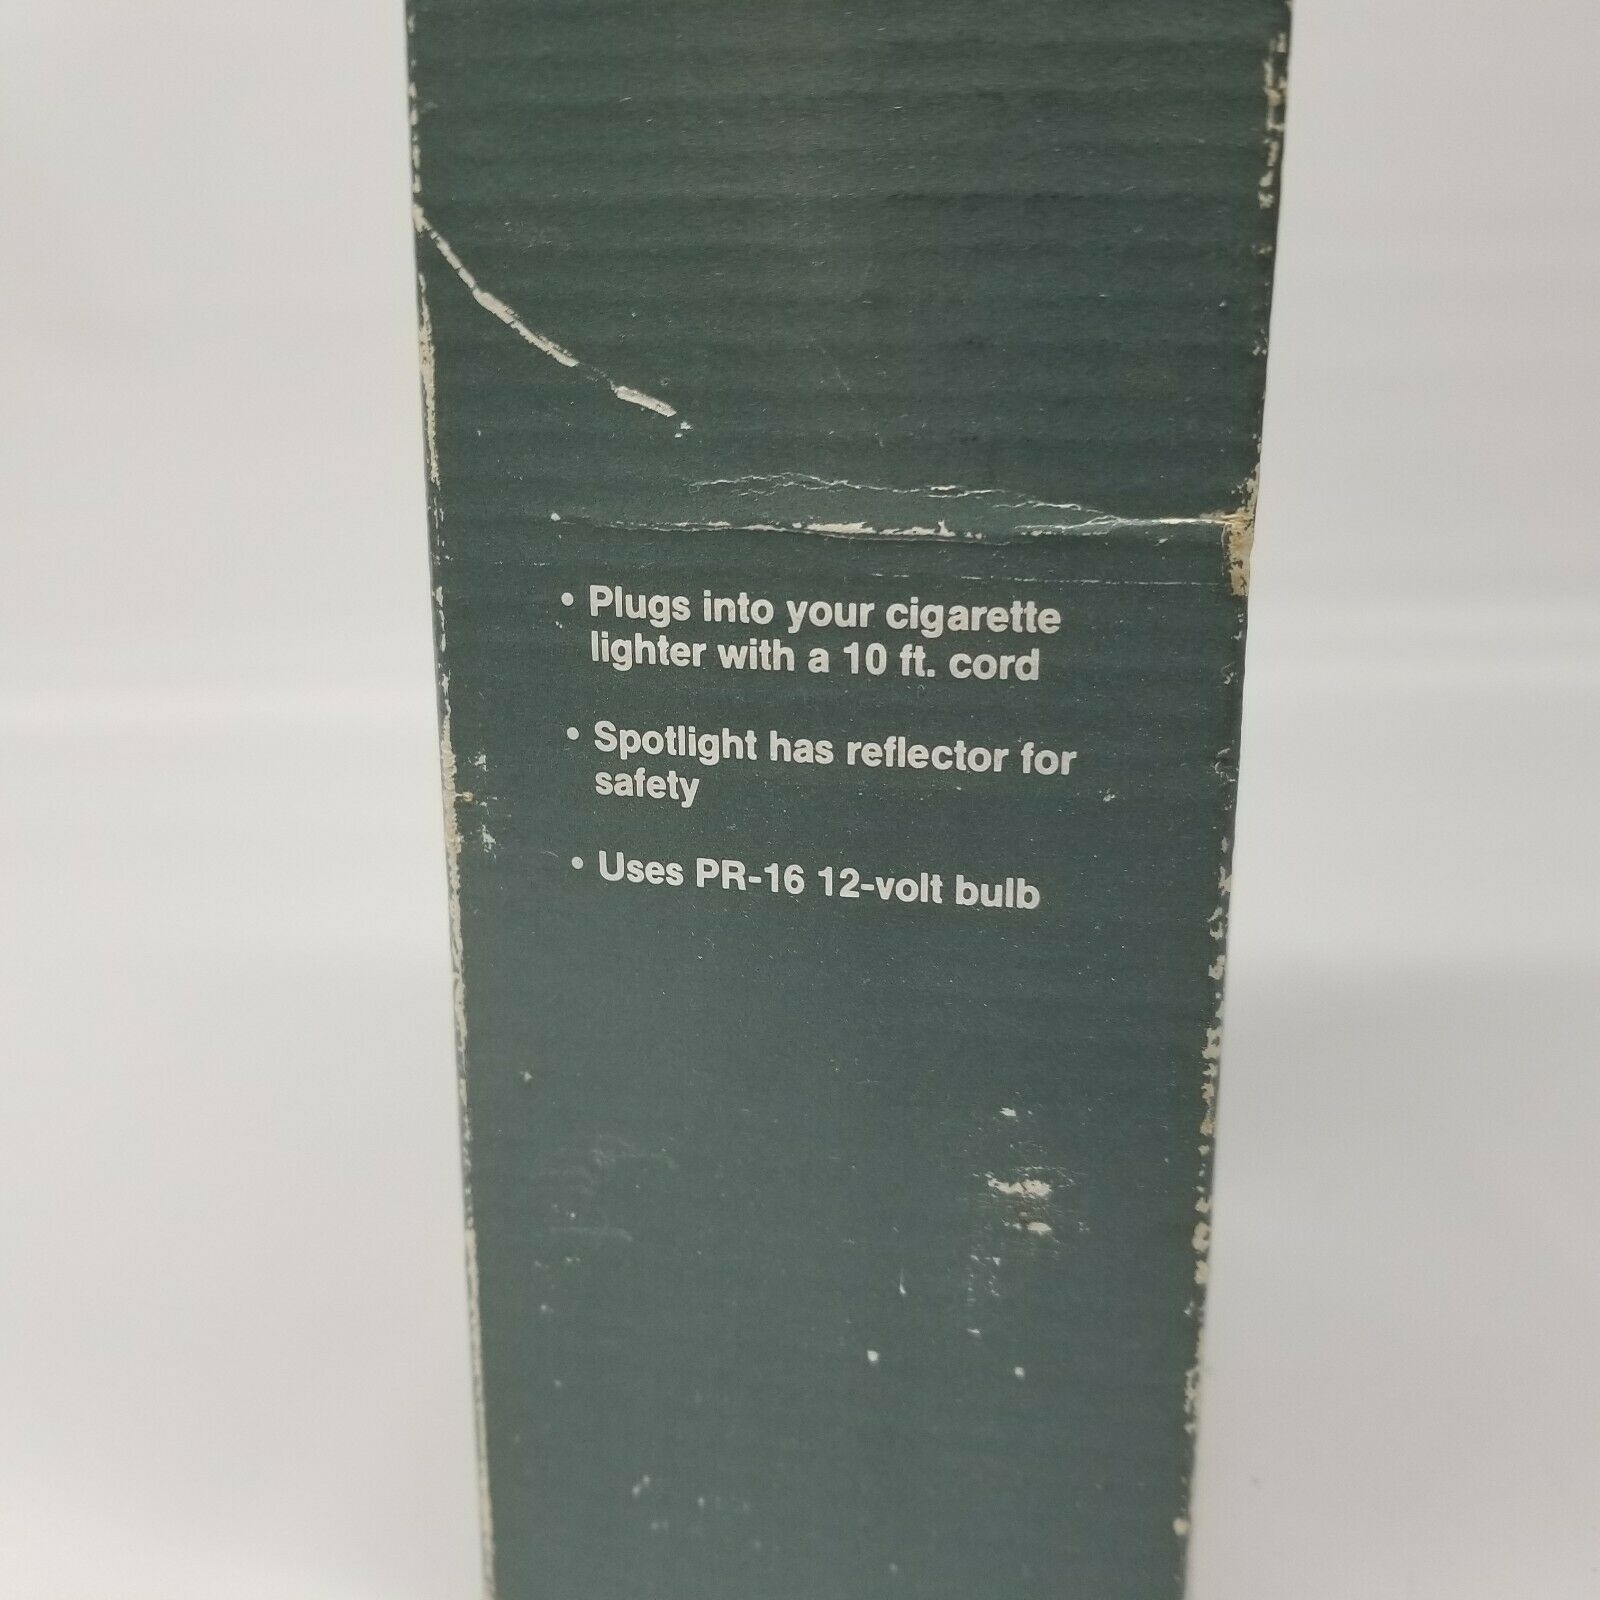 • Plugs into your cigarette
lighter with a 10 ft. cord
• Spotlight has reflector for
safety
• Uses PR-16 12-volt bulb